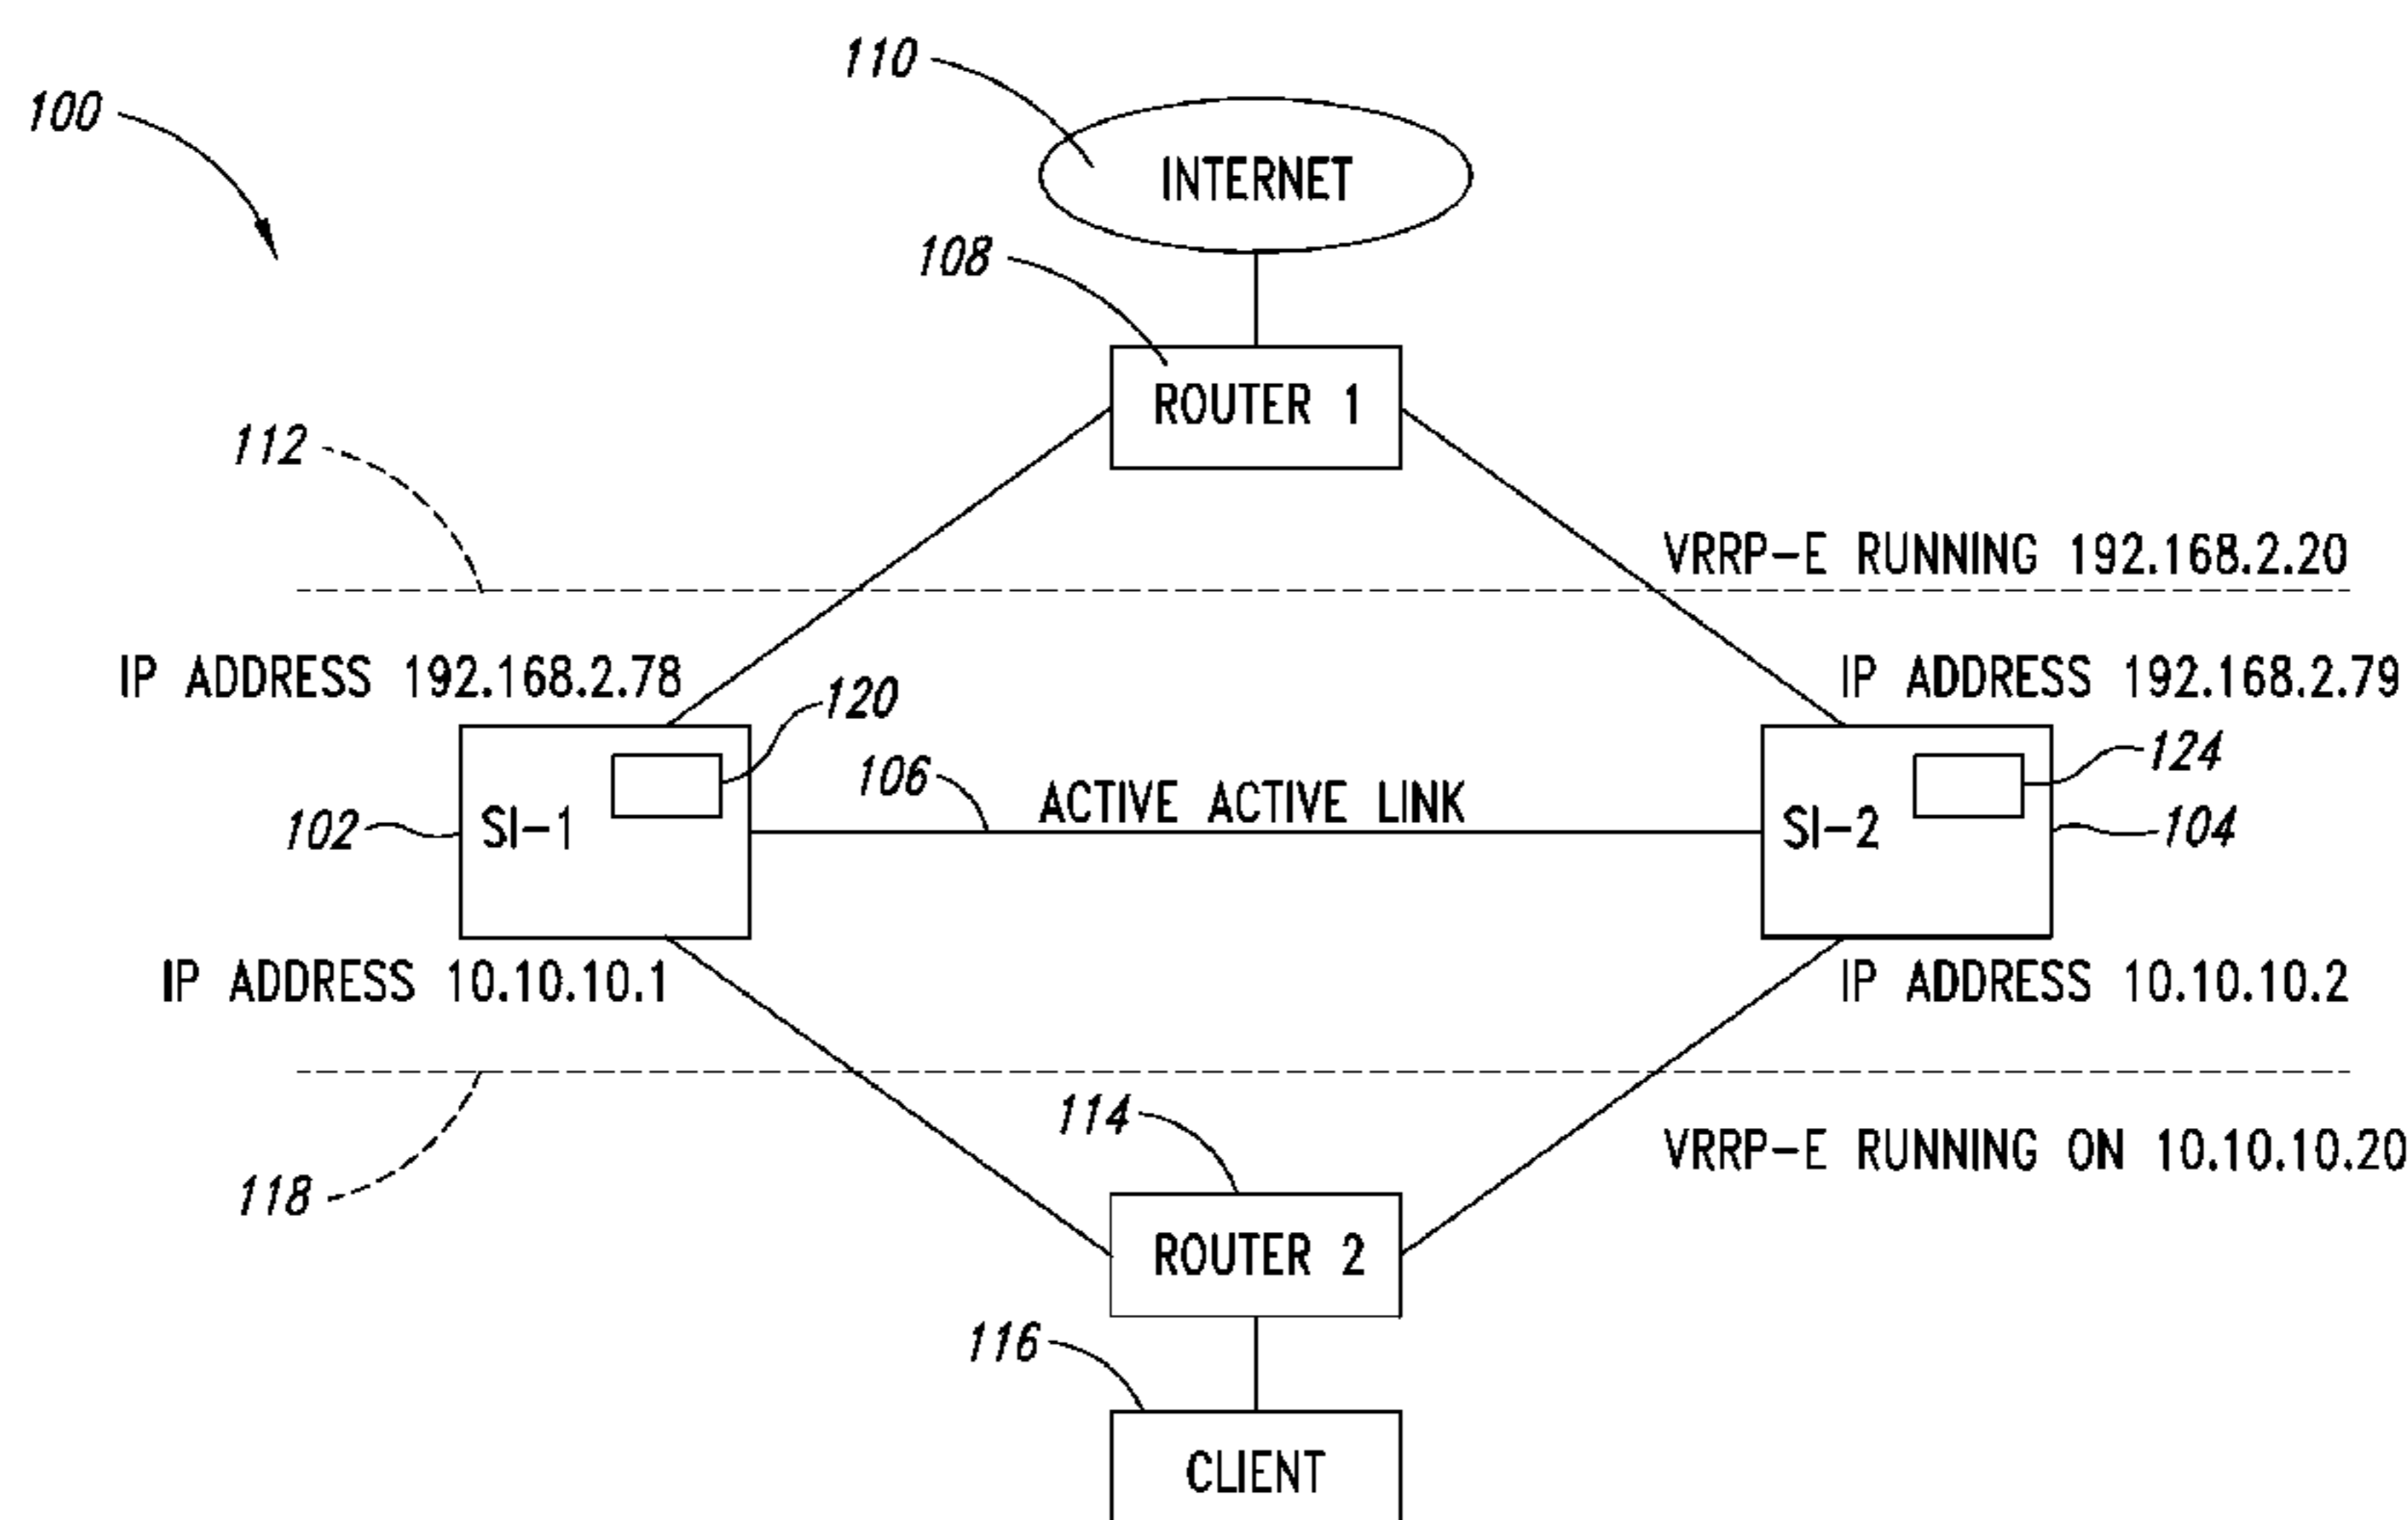 110
100
INTERNET
108
ROUTER 1
112
VRRP-E RUNNING 192.168.2.20
IP ADDRESS 192.168.2.78
IP ADDRESS 192.168.2.79
120
124
106
ACTIVE ACTIVE LINK
102
SI-1
SI-2
104
IP ADDRESS 10.10.10.1
IP ADDRESS 10.10.10.2
114
VRRP-E RUNNING ON 10.10.10.20
118
ROUTER 2
116
CLIENT